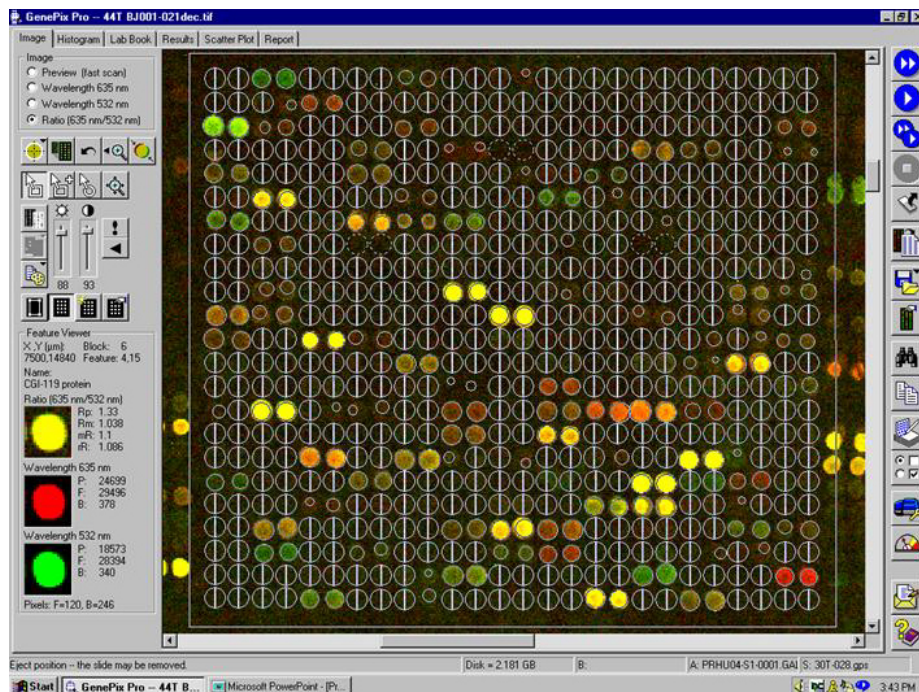 GenePix Pro -- 44T BJ001-021dec.tif
Image Histogram Lab Book Results Scatter Plot Report
Image
Preview (fast scan)
Wavelength 635 nm
Wavelength 532 nm
Ratio (635 nm/532 nm)
88 93
Feature Viewer
X ,Y (µm): Block: 6
7500,14840 Feature: 4,15
Name:
CGI-119 protein
Ratio (635 nm/532 nm)
Rp: 1.33
Rm: 1.038
mR: 1.1
rR: 1.086
Wavelength 635 nm
P: 24699
F: 29496
B: 378
Wavelength 532 nm
P: 18573
F: 28394
B: 340
Pixels: F=120, B=246
Eject position -- the slide may be removed. Disk = 2.181 GB B: A: PRHU04-S1-0001.GAL S: 30T-028.gps
Start GenePix Pro -- 44T B... Microsoft PowerPoint - [Pr... 3:43 PM